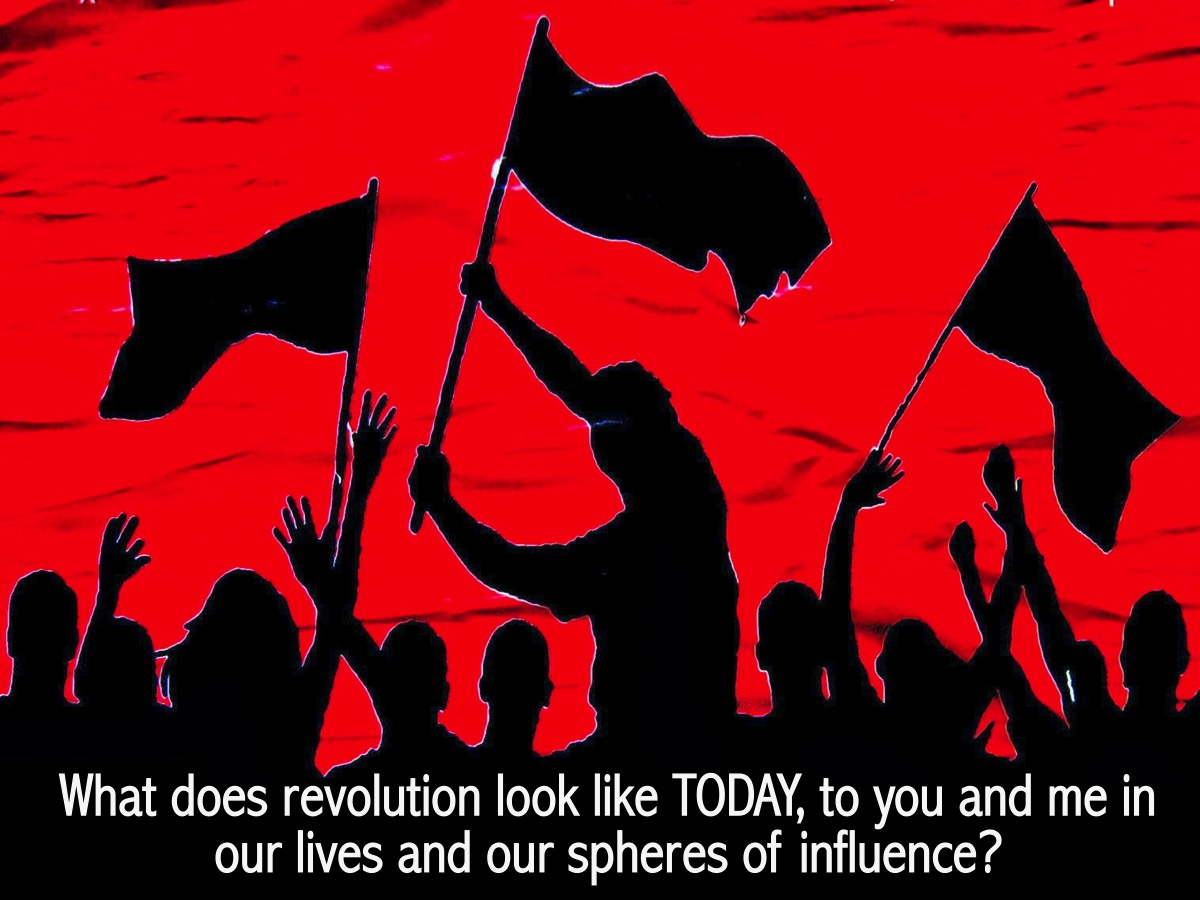 What does revolution look like TODAY, to you and me in
our lives and our spheres of influence?